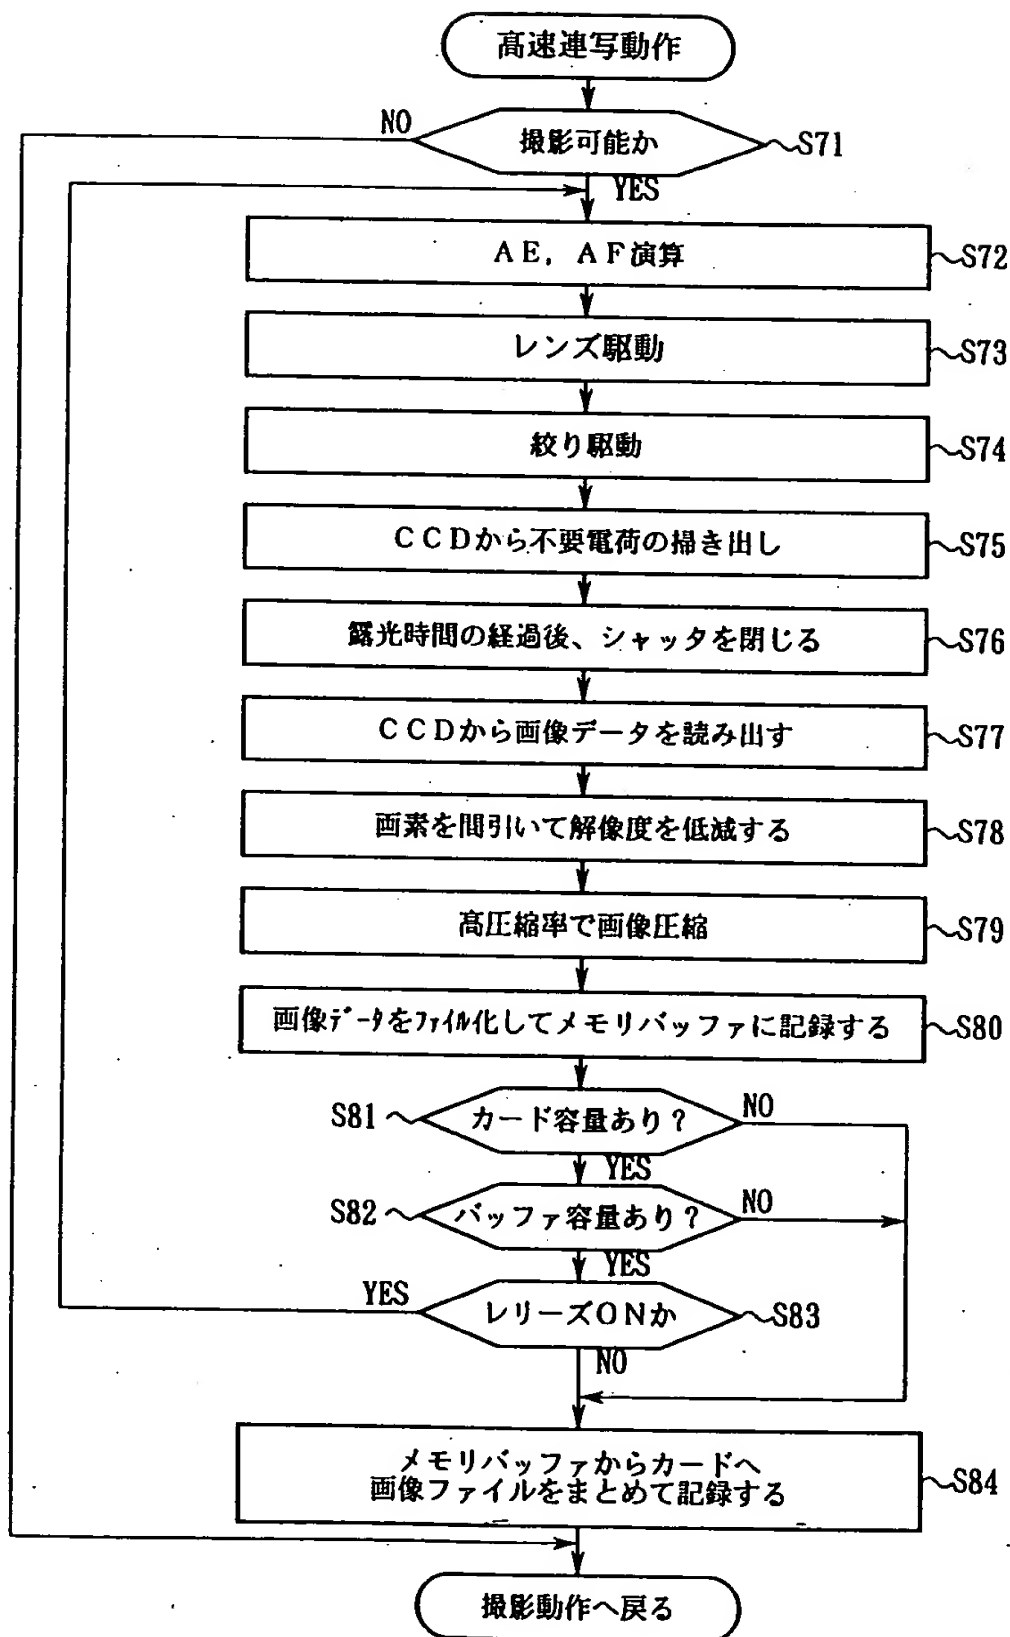 高速連写動作
NO
撮影可能か
S71
YES
AE，AF演算
S72
レンズ駆動
S73
絞り駆動
S74
CCDから不要電荷の掃き出し
S75
露光時間の経過後、シャッタを閉じる
S76
CCDから画像データを読み出す
S77
画素を間引いて解像度を低減する
S78
高圧縮率で画像圧縮
S79
画像ﾃﾞｰﾀをﾌｧｲﾙ化してメモリバッファに記録する
S80
S81
カード容量あり？
NO
YES
S82
バッファ容量あり？
NO
YES
YES
レリーズONか
S83
NO
メモリバッファからカードへ
画像ファイルをまとめて記録する
S84
撮影動作へ戻る